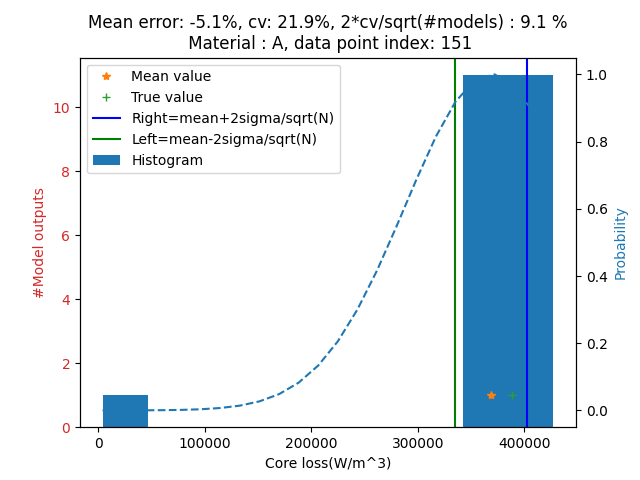 Mean error: -5.1%, cv: 21.9%, 2*cv/sqrt(#models) : 9.1 %
Material : A, data point index: 151
Mean value
True value
Right=mean+2sigma/sqrt(N)
Left=mean-2sigma/sqrt(N)
Histogram
#Model outputs
10
8
6
4
2
0
1.0
0.8
0.6
0.4
0.2
0.0
Probability
0
100000
200000
300000
400000
Core loss(W/m^3)